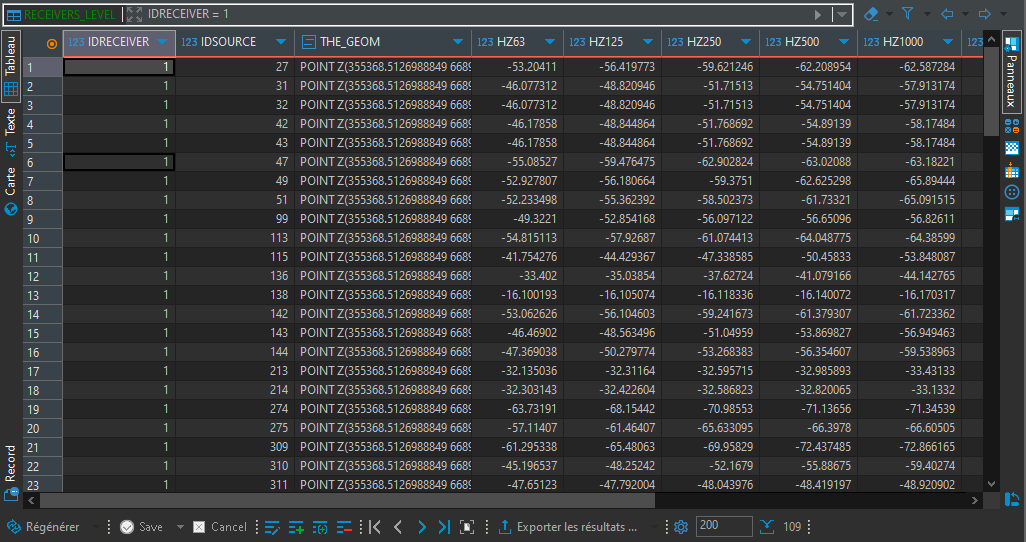 RECEIVERS_LEVEL IDRECEIVER = 1
123 IDRECEIVER 123 IDSOURCE THE_GEOM 123 HZ63 123 HZ125 123 HZ250 123 HZ500 123 HZ1000 123
1 1 27 POINT Z(355368.5126988849 6689 -53.20411 -56.419773 -59.621246 -62.208954 -62.587284
2 1 31 POINT Z(355368.5126988849 6689 -46.077312 -48.820946 -51.71513 -54.751404 -57.913174
3 1 32 POINT Z(355368.5126988849 6689 -46.077312 -48.820946 -51.71513 -54.751404 -57.913174
4 1 42 POINT Z(355368.5126988849 6689 -46.17858 -48.844864 -51.768692 -54.89139 -58.17484
5 1 43 POINT Z(355368.5126988849 6689 -46.17858 -48.844864 -51.768692 -54.89139 -58.17484
6 1 47 POINT Z(355368.5126988849 6689 -55.08527 -59.476475 -62.902824 -63.02088 -63.18221
7 1 49 POINT Z(355368.5126988849 6689 -52.927807 -56.180664 -59.3751 -62.625298 -65.89444
8 1 51 POINT Z(355368.5126988849 6689 -52.233498 -55.362392 -58.502373 -61.73321 -65.091515
9 1 99 POINT Z(355368.5126988849 6689 -49.3221 -52.854168 -56.097122 -56.65096 -56.82611
10 1 113 POINT Z(355368.5126988849 6689 -54.815113 -57.92687 -61.074413 -64.048775 -64.38599
11 1 115 POINT Z(355368.5126988849 6689 -41.754276 -44.429367 -47.338585 -50.45833 -53.848087
12 1 136 POINT Z(355368.5126988849 6689 -33.402 -35.03854 -37.62724 -41.079166 -44.142765
13 1 138 POINT Z(355368.5126988849 6689 -16.100193 -16.105074 -16.118336 -16.140072 -16.170317
14 1 142 POINT Z(355368.5126988849 6689 -53.062626 -56.104603 -59.241673 -61.379307 -61.723362
15 1 143 POINT Z(355368.5126988849 6689 -46.46902 -48.563496 -51.04959 -53.869827 -56.949463
16 1 144 POINT Z(355368.5126988849 6689 -47.369038 -50.279774 -53.268383 -56.354607 -59.538963
17 1 213 POINT Z(355368.5126988849 6689 -32.135036 -32.31164 -32.595715 -32.985893 -33.43133
18 1 214 POINT Z(355368.5126988849 6689 -32.303143 -32.422604 -32.586823 -32.820065 -33.1332
19 1 274 POINT Z(355368.5126988849 6689 -63.73191 -68.15442 -70.98553 -71.13656 -71.34539
20 1 275 POINT Z(355368.5126988849 6689 -57.11407 -61.46407 -65.633095 -66.3978 -66.60505
21 1 309 POINT Z(355368.5126988849 6689 -61.295338 -65.48063 -69.95829 -72.437485 -72.866165
22 1 310 POINT Z(355368.5126988849 6689 -45.196537 -48.25242 -52.1679 -55.88675 -59.40274
23 1 311 POINT Z(355368.5126988849 6689 -47.65123 -47.792004 -48.043976 -48.419197 -48.920902
Tableau
Texte
Carte
Record
Panneaux
Régénérer Save Cancel Exporter les résultats ... 200 109